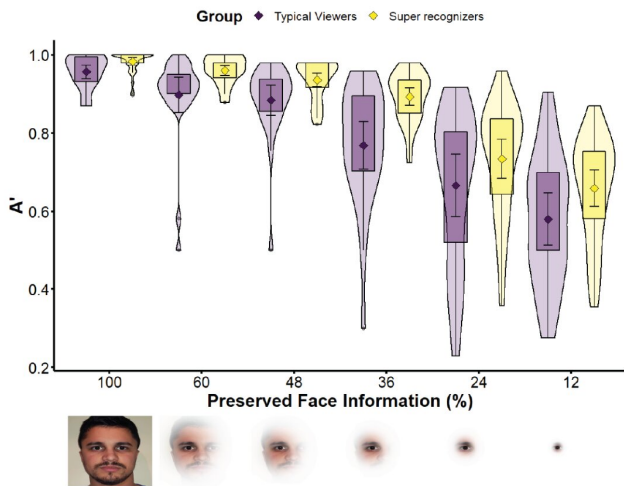 Group Typical Viewers Super recognizers
1.0
0.8
0.6
0.4
0.2
A'
100 60 48 36 24 12
Preserved Face Information (%)